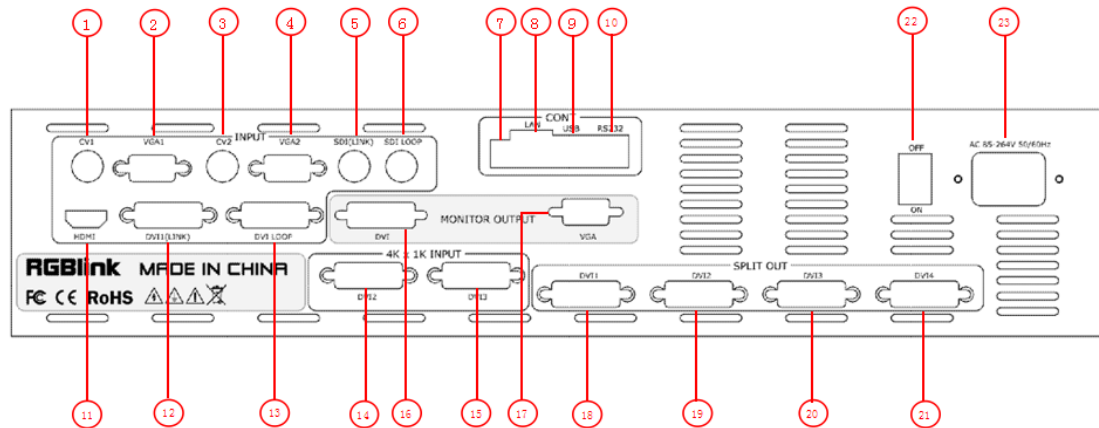 1 2 3 4 5 6 7 8 9 10 22 23
CONT
LAN USB RS232
INPUT
CV1 VGA1 CV2 VGA2 SDI(LINK) SDI LOOP
OFF
AC 85-264V 50/60Hz
ON
MONITOR OUTPUT
HDMI DVI1(LINK) DVI LOOP DVI VGA
4K x 1K INPUT
RGBlink MADE IN CHINA
SPLIT OUT
DVI1 DVI2 DVI3 DVI4
FC CE RoHS
DVI2 DVI3
11 12 13 14 16 15 17 18 19 20 21